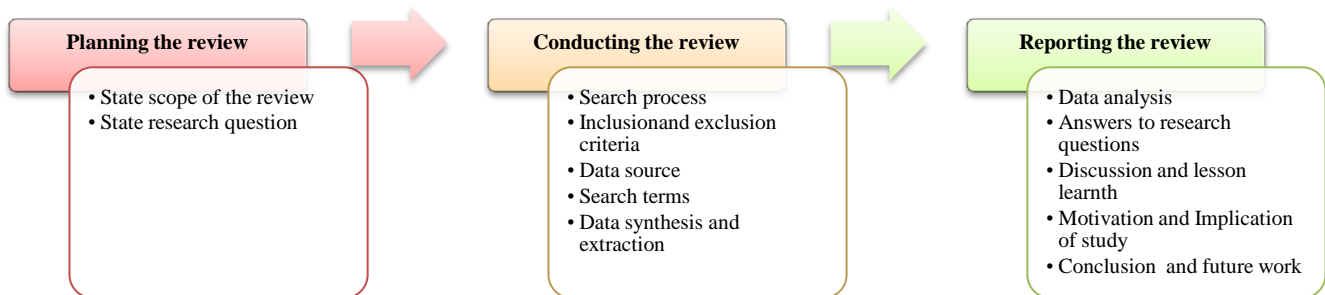 Planning the review
• State scope of the review
• State research question
Conducting the review
• Search process
• Inclusionand exclusion
criteria
• Data source
• Search terms
• Data synthesis and
extraction
Reporting the review
• Data analysis
• Answers to research
questions
• Discussion and lesson
learnth
• Motivation and Implication
of study
• Conclusion  and future work